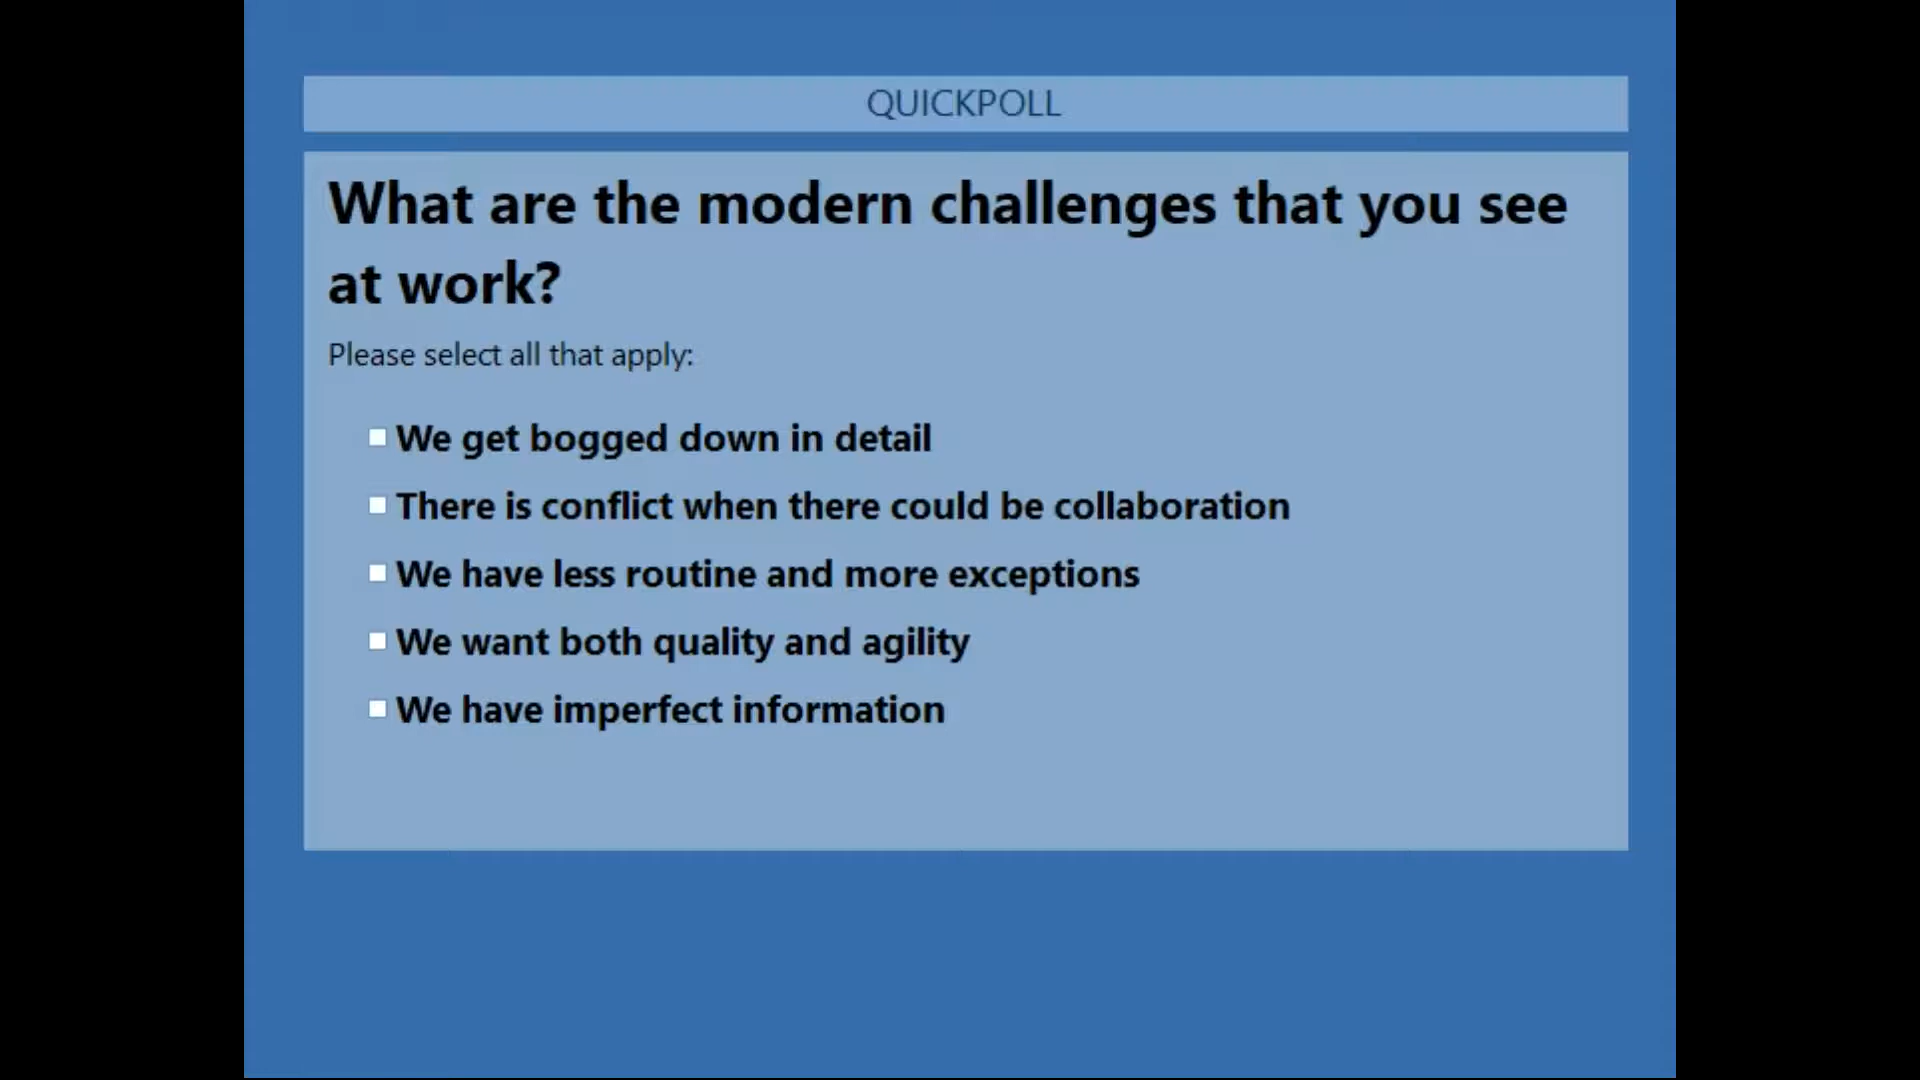 QUICKPOLL
What are the modern challenges that you see
at work?
Please select all that apply:
We get bogged down in detail
There is conflict when there could be collaboration
We have less routine and more exceptions
We want both quality and agility
We have imperfect information